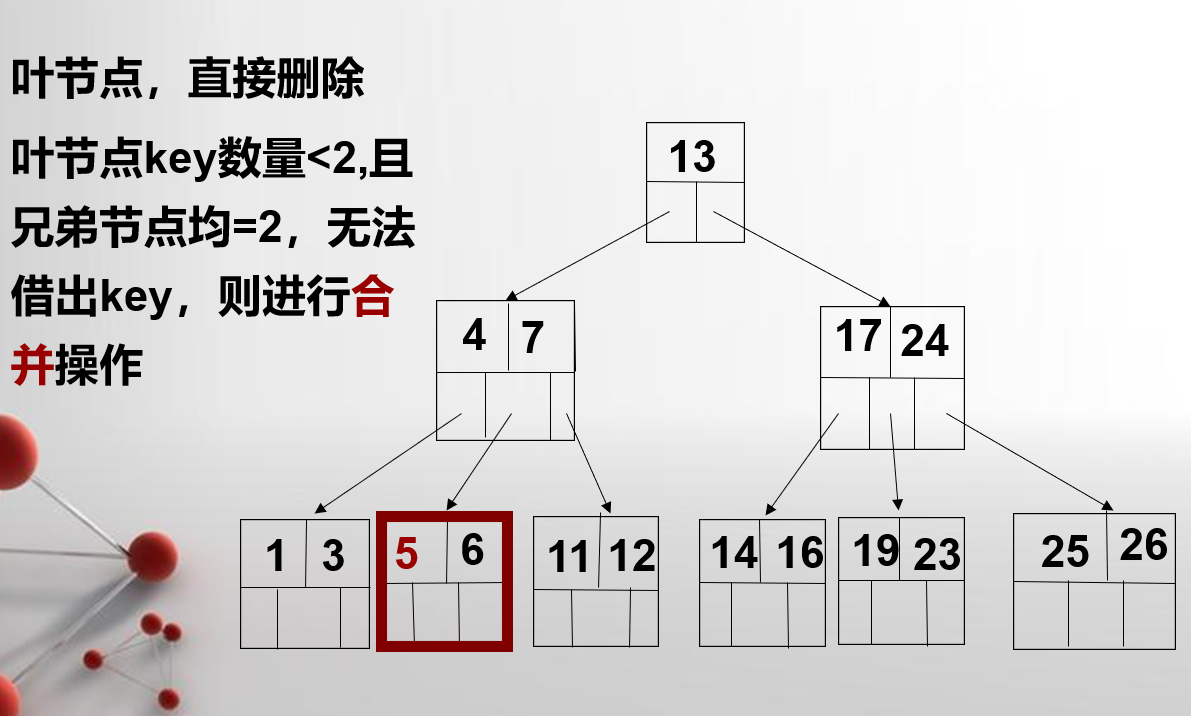 叶节点，直接删除
叶节点key数量<2,且
兄弟节点均=2，无法
借出key，则进行合
并操作
13
4 7
17 24
1 3
5 6
11 12
14 16
19 23
25 26